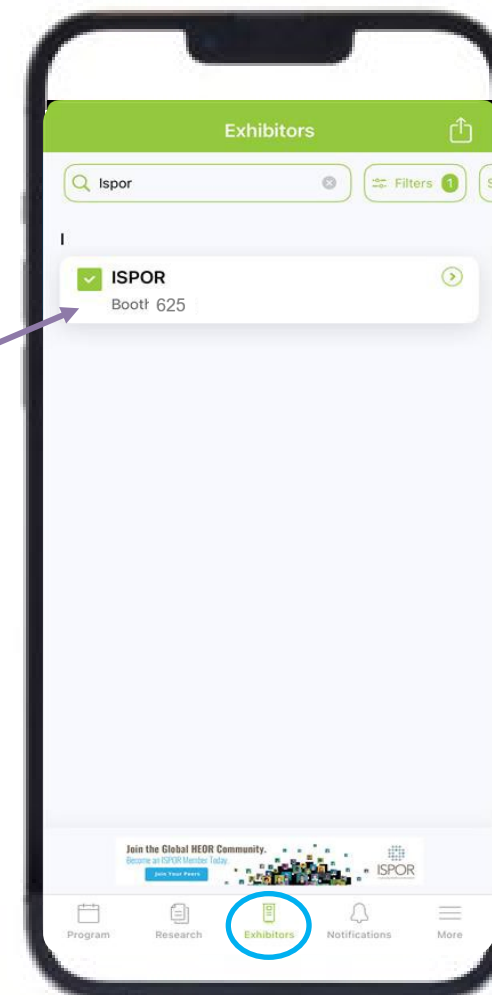 Exhibitors
Ispor
Filters 1
S
I
ISPOR
Booth 625
Join the Global HEOR Community.
Become an ISPOR Member Today.
Join Your Peers
ISPOR
Program
Research
Exhibitors
Notifications
More